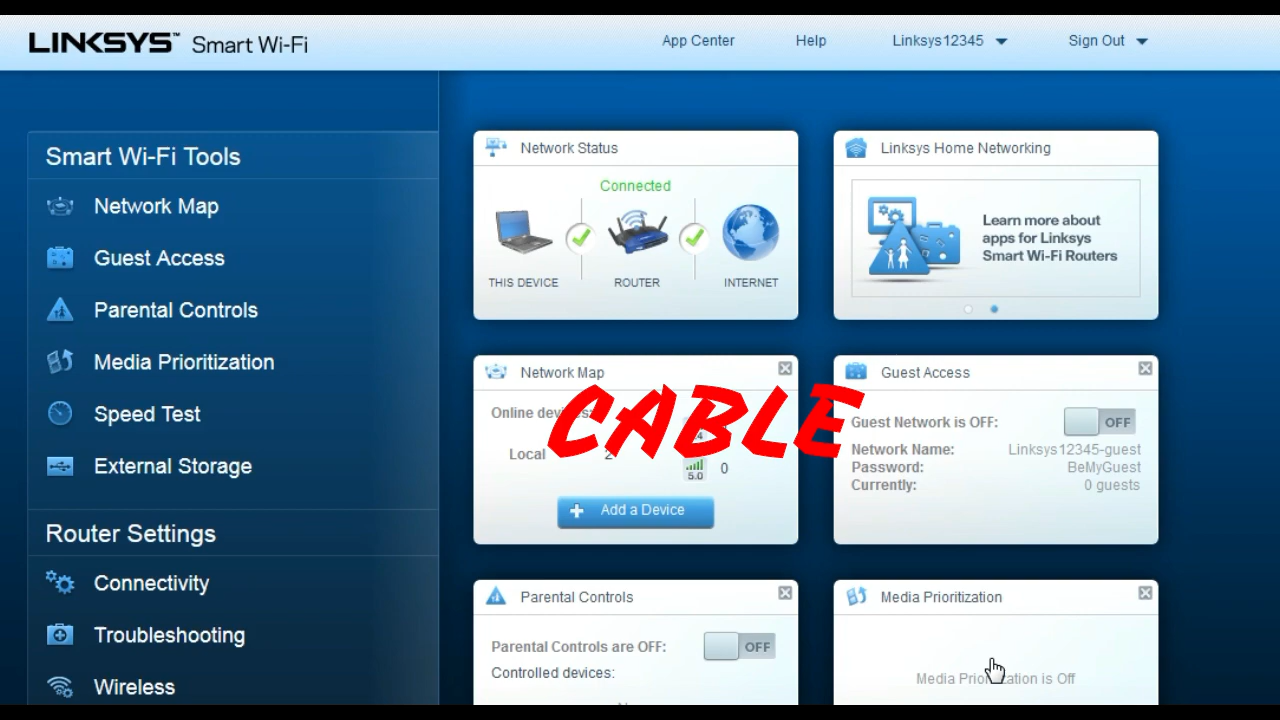 LINKSYS™ Smart Wi-Fi
App Center Help Linksys12345 Sign Out
Smart Wi-Fi Tools
Network Map
Guest Access
Parental Controls
Media Prioritization
Speed Test
External Storage
Router Settings
Connectivity
Troubleshooting
Wireless
Network Status
Connected
THIS DEVICE ROUTER INTERNET
Linksys Home Networking
Learn more about
apps for Linksys
Smart Wi-Fi Routers
Network Map
Online devices:
Local 2
5.0 0
Add a Device
CABLE
Guest Access
Guest Network is OFF: OFF
Network Name: Linksys12345-guest
Password: BeMyGuest
Currently: 0 guests
Parental Controls
Parental Controls are OFF: OFF
Controlled devices:
Media Prioritization
Media Prioritization is Off